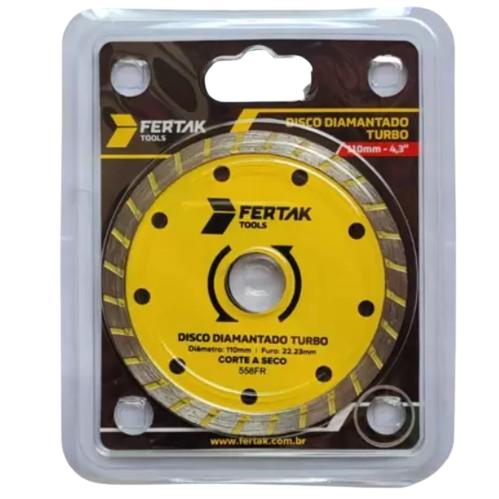 FERTAK
TOOLS
DISCO DIAMANTADO
TURBO
110mm - 4,3"
FERTAK
TOOLS
DISCO DIAMANTADO TURBO
Diâmetro: 110mm | Furo: 22.23mm
CORTE A SECO
558FR
www.fertak.com.br